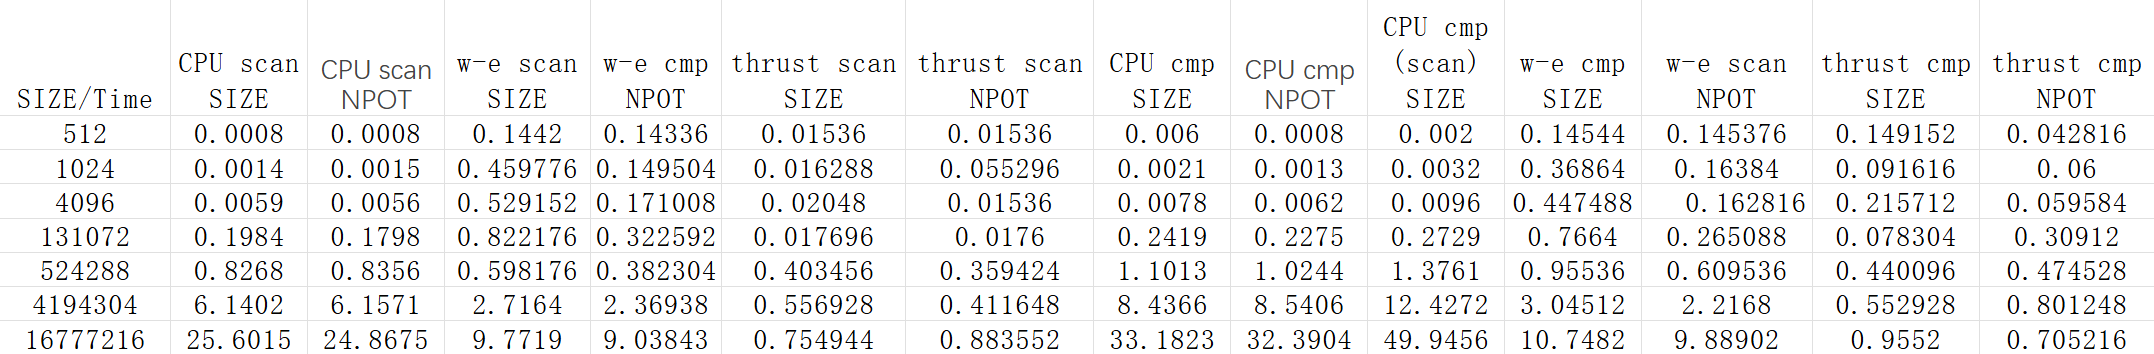 SIZE/Time CPU scan SIZE CPU scan NPOT w-e scan SIZE w-e cmp NPOT thrust scan SIZE thrust scan NPOT CPU cmp SIZE CPU cmp NPOT CPU cmp (scan) SIZE w-e cmp SIZE w-e scan NPOT thrust cmp SIZE thrust cmp NPOT
512 0.0008 0.0008 0.1442 0.14336 0.01536 0.01536 0.006 0.0008 0.002 0.14544 0.145376 0.149152 0.042816
1024 0.0014 0.0015 0.459776 0.149504 0.016288 0.055296 0.0021 0.0013 0.0032 0.36864 0.16384 0.091616 0.06
4096 0.0059 0.0056 0.529152 0.171008 0.02048 0.01536 0.0078 0.0062 0.0096 0.447488 0.162816 0.215712 0.059584
131072 0.1984 0.1798 0.822176 0.322592 0.017696 0.0176 0.2419 0.2275 0.2729 0.7664 0.265088 0.078304 0.30912
524288 0.8268 0.8356 0.598176 0.382304 0.403456 0.359424 1.1013 1.0244 1.3761 0.95536 0.609536 0.440096 0.474528
4194304 6.1402 6.1571 2.7164 2.36938 0.556928 0.411648 8.4366 8.5406 12.4272 3.04512 2.2168 0.552928 0.801248
16777216 25.6015 24.8675 9.7719 9.03843 0.754944 0.883552 33.1823 32.3904 49.9456 10.7482 9.88902 0.9552 0.705216